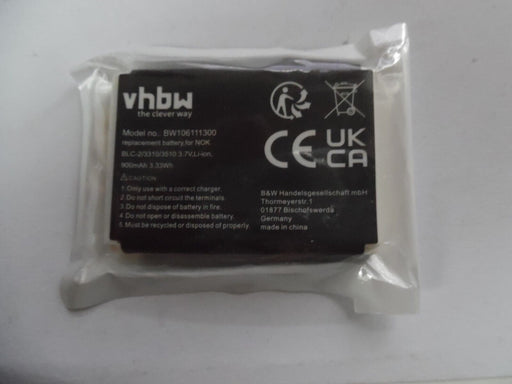 vhbw
the clever way
Model no.: BW106111300
replacement battery,for NOK
BLC-2/3310/3510 3.7V,Li-ion,
900mAh 3.33Wh
CAUTION
1.Only use with a correct charger.
2.Do not short circuit the terminals.
3.Do not dispose of battery in fire.
4.Do not open or disassemble battery.
5.Must be recycled or disposed of properly.
CE
UK
CA
B&W Handelsgesellschaft mbH
Thormeyerstr.1
01877 Bischofswerda
Germany
made in china